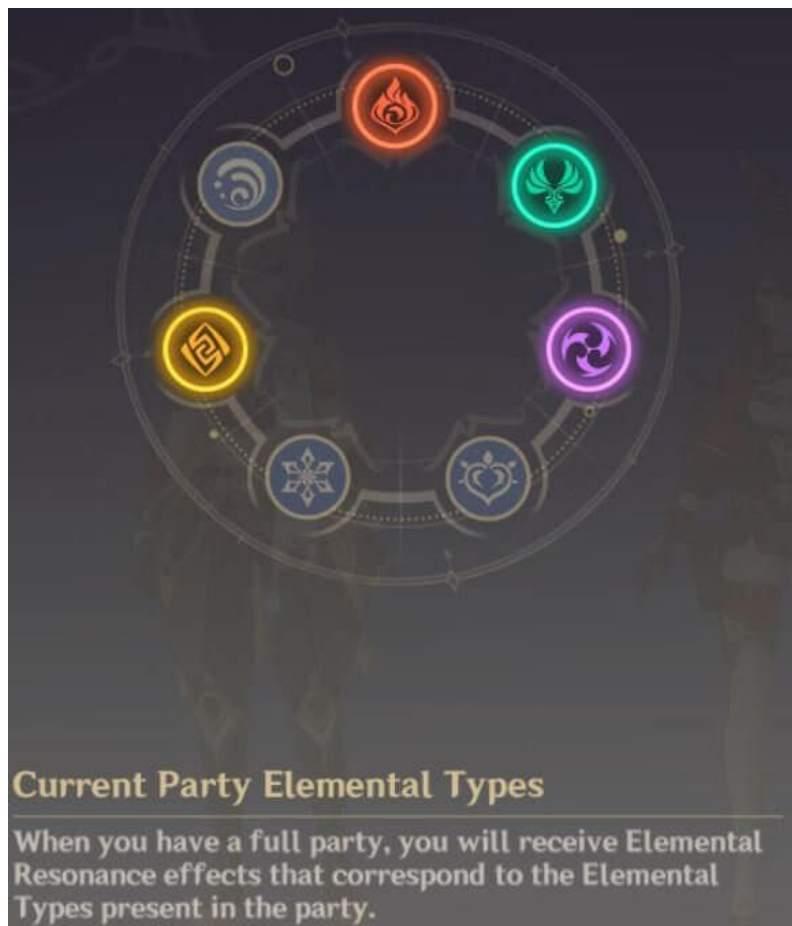 Current Party Elemental Types
When you have a full party, you will receive Elemental
Resonance effects that correspond to the Elemental
Types present in the party.